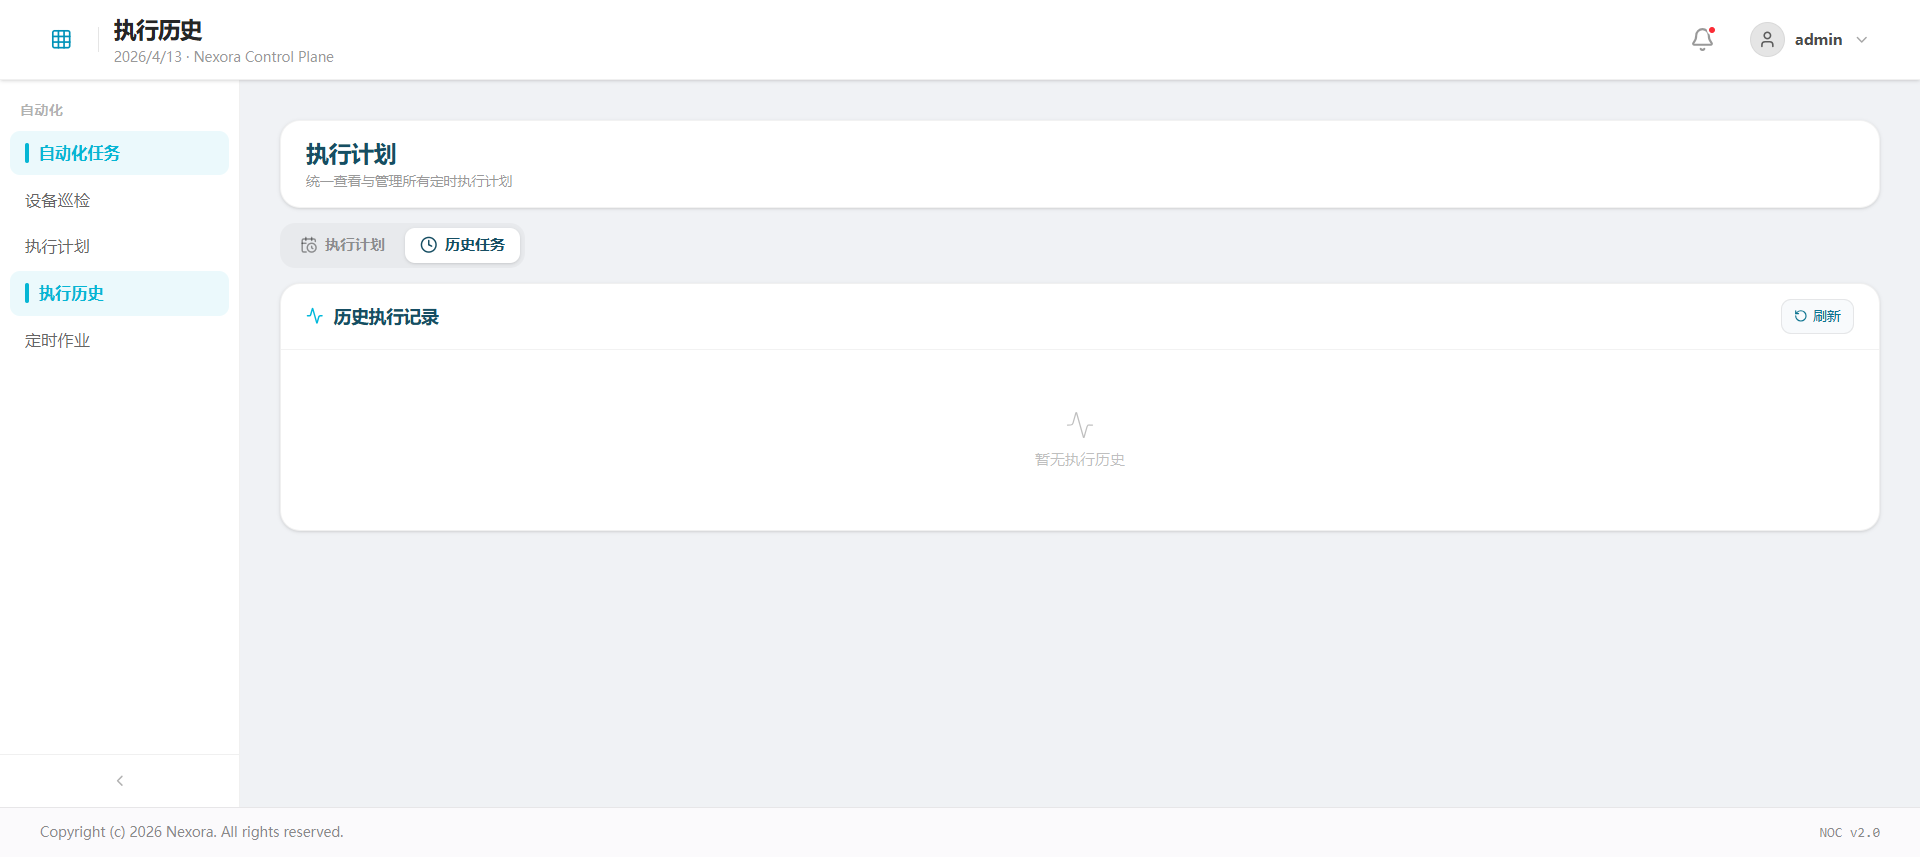 执行历史
2026/4/13 · Nexora Control Plane
admin
自动化
自动化任务
设备巡检
执行计划
执行历史
定时作业
执行计划
统一查看与管理所有定时执行计划
执行计划
历史任务
历史执行记录
刷新
暂无执行历史
Copyright (c) 2026 Nexora. All rights reserved.
NOC v2.0